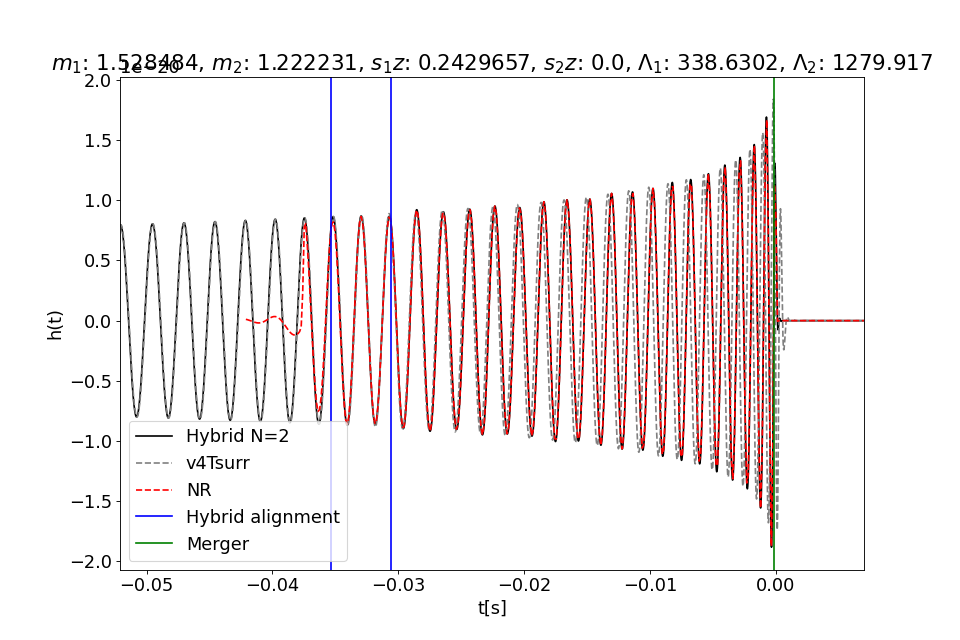 m₁: 1.528484, m₂: 1.222231, s₁z: 0.2429657, s₂z: 0.0, Λ₁: 338.6302, Λ₂: 1279.917
1e−20
2.0
1.5
1.0
0.5
0.0
−0.5
−1.0
−1.5
−2.0
h(t)
Hybrid N=2
v4Tsurr
NR
Hybrid alignment
Merger
−0.05
−0.04
−0.03
−0.02
−0.01
0.00
t[s]